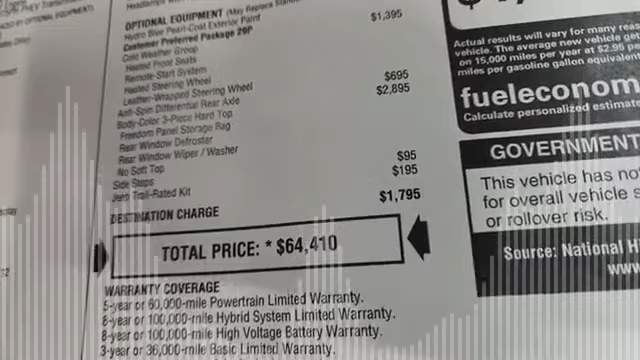 OPTIONAL EQUIPMENT (May Replace Standard
Hydro Blue Pearl-Coat Exterior Paint
Customer Preferred Package 29P
Cold Weather Group $1,395
Heated Front Seats
Remote-Start System
Heated Steering Wheel
Leather-Wrapped Steering Wheel
Anti-Spin Differential Rear Axle $695
Body-Color 3-Piece Hard Top $2,895
Freedom Panel Storage Bag
Rear Window Defroster
Rear Window Wiper / Washer
No Soft Top
Side Steps $95
Jeep Trail-Rated Kit $195
DESTINATION CHARGE $1,795
TOTAL PRICE: * $64,410
WARRANTY COVERAGE
5-year or 60,000-mile Powertrain Limited Warranty.
8-year or 100,000-mile Hybrid System Limited Warranty.
8-year or 100,000-mile High Voltage Battery Warranty.
3-year or 36,000-mile Basic Limited Warranty.
Actual results will vary for many rea
vehicle. The average new vehicle get
on 15,000 miles per year at $2.95 p
miles per gasoline gallon equivalen
fueleconom
Calculate personalized estimat
GOVERNMENT
This vehicle has no
for overall vehicle s
or rollover risk.
Source: National Hi
www